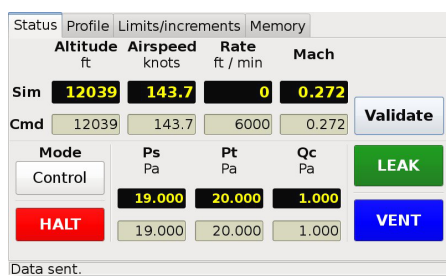 Status Profile Limits/increments Memory
Altitude Airspeed Rate Mach
ft knots ft / min
Sim 12039 143.7 0 0.272
Cmd 12039 143.7 6000 0.272 Validate
Mode Ps Pt Qc
Pa Pa Pa
Control LEAK
19.000 20.000 1.000
HALT 19.000 20.000 1.000 VENT
Data sent.